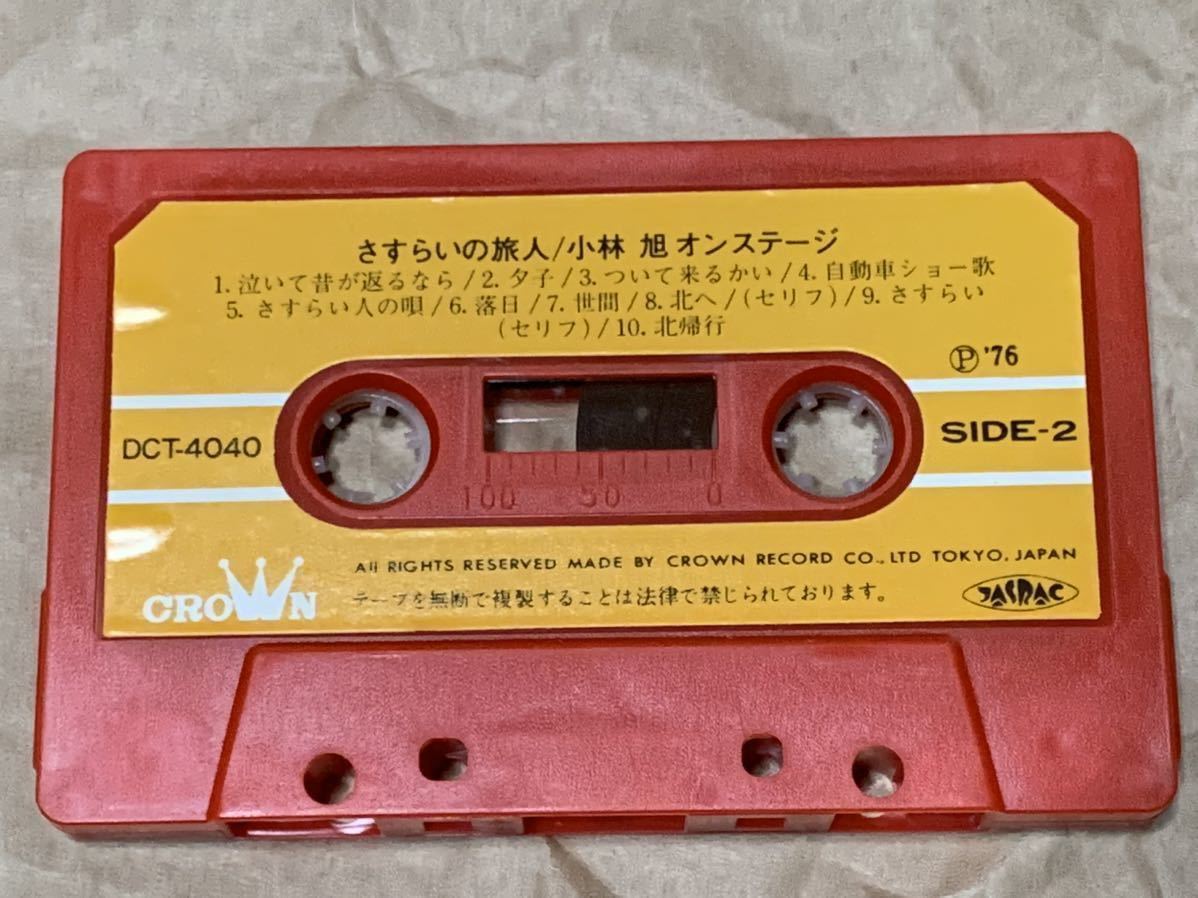 さすらいの旅人/小林 旭 オンステージ
1. 泣いて昔が返るなら/2. 夕子/3. ついて来るかい/4. 自動車ショー歌
5. さすらい人の唄/6. 落日/7. 世間/8. 北へ/(セリフ)/9. さすらい
(セリフ)/10. 北帰行
Ⓟ'76
DCT-4040
SIDE-2
100 50 0
All RIGHTS RESERVED MADE BY CROWN RECORD CO., LTD TOKYO, JAPAN
CROWN
テープを無断で複製することは法律で禁じられております。
JASRAC